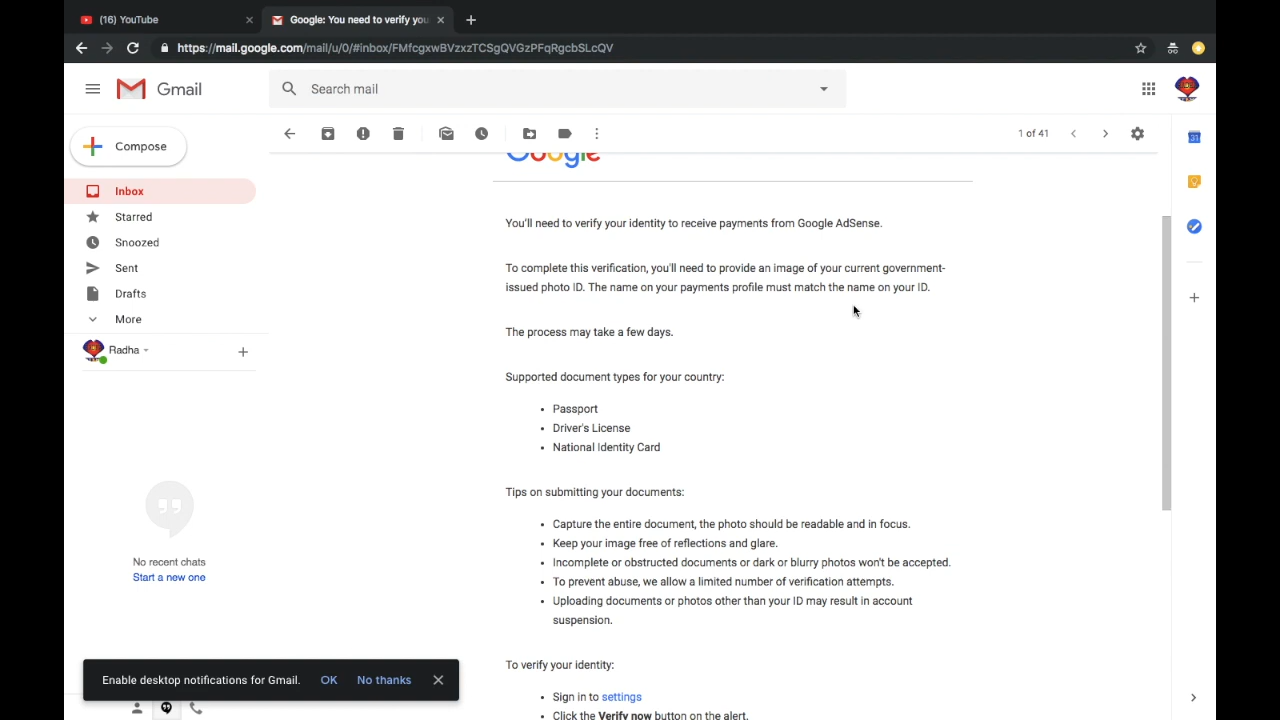 (16) YouTube
Google: You need to verify you
https://mail.google.com/mail/u/0/#inbox/FMfcgxwBVzxzTCSgQVGzPFqRgcbSLcQV
Gmail
Search mail
Compose
1 of 41
31
Inbox
Starred
Snoozed
Sent
Drafts
More
Radha
Google
You'll need to verify your identity to receive payments from Google AdSense.
To complete this verification, you'll need to provide an image of your current government-
issued photo ID. The name on your payments profile must match the name on your ID.
The process may take a few days.
Supported document types for your country:
• Passport
• Driver's License
• National Identity Card
Tips on submitting your documents:
• Capture the entire document, the photo should be readable and in focus.
• Keep your image free of reflections and glare.
• Incomplete or obstructed documents or dark or blurry photos won't be accepted.
• To prevent abuse, we allow a limited number of verification attempts.
• Uploading documents or photos other than your ID may result in account
suspension.
To verify your identity:
• Sign in to settings
• Click the Verify now button on the alert.
No recent chats
Start a new one
Enable desktop notifications for Gmail. OK No thanks